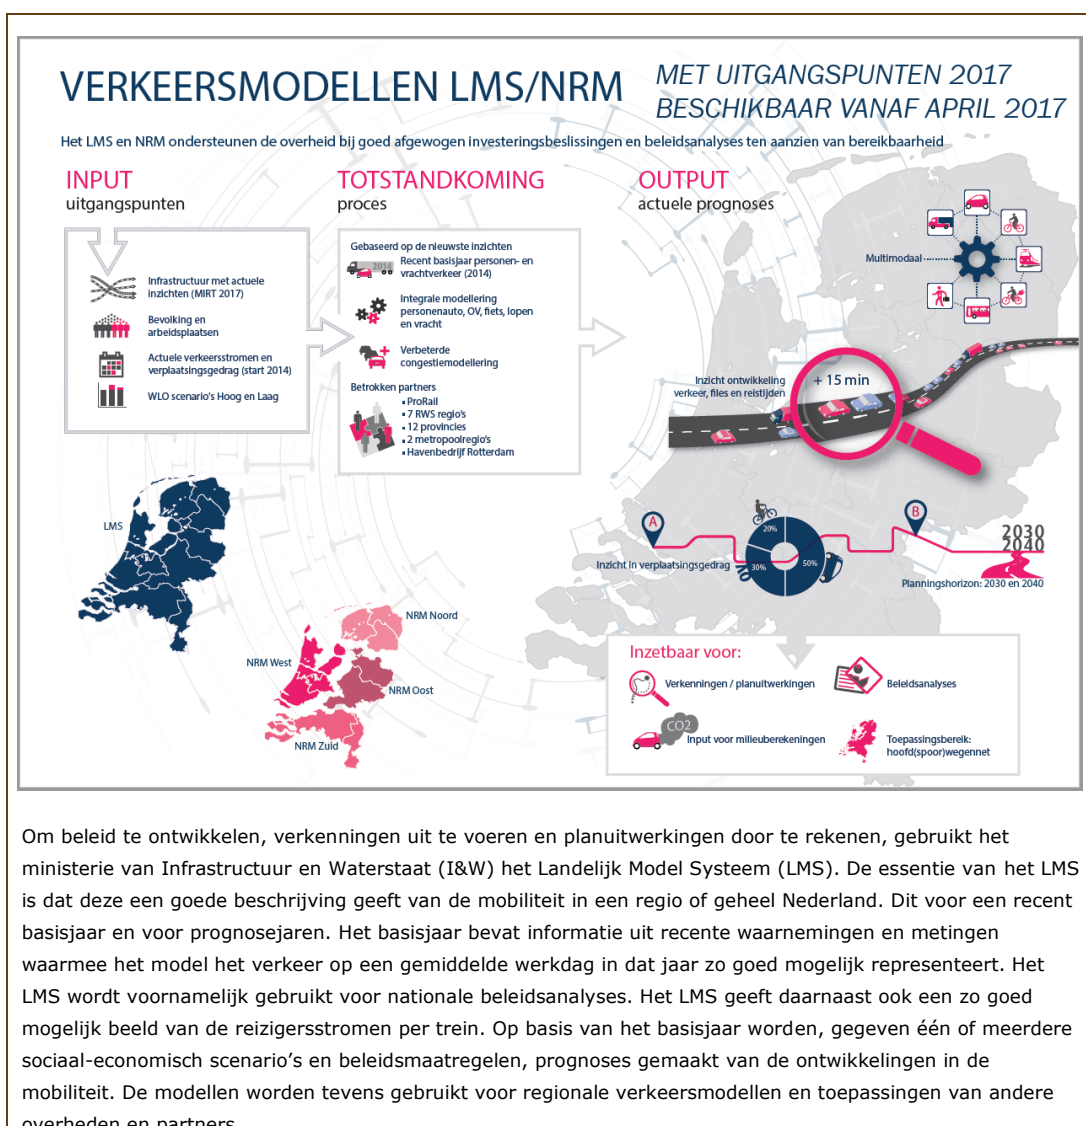 VERKEERSMODELLEN LMS/NRM
MET UITGANGSPUNTEN 2017
BESCHIKBAAR VANAF APRIL 2017
Het LMS en NRM ondersteunen de overheid bij goed afgewogen investeringsbeslissingen en beleidsanalyses ten aanzien van bereikbaarheid
INPUT
uitgangspunten
Infrastructuur met actuele
inzichten (MIRT 2017)
Bevolking en
arbeidsplaatsen
Actuele verkeersstromen en
verplaatsingsgedrag (start 2014)
WLO scenario's Hoog en Laag
TOTSTANDKOMING
proces
Gebaseerd op de nieuwste inzichten
2014
Recent basisjaar personen- en
vrachtverkeer (2014)
Integrale modellering
personenauto, OV, fiets, lopen
en vracht
Verbeterde
congestiemodellering
Betrokken partners
▪ ProRail
▪ 7 RWS regio's
▪ 12 provincies
▪ 2 metropoolregio's
▪ Havenbedrijf Rotterdam
OUTPUT
actuele prognoses
Multimodaal
Inzicht ontwikkeling
verkeer, files en reistijden
+ 15 min
A
B
20%
30%
50%
Inzicht in verplaatsingsgedrag
2030
2040
Planningshorizon: 2030 en 2040
LMS
NRM Noord
NRM West
NRM Oost
NRM Zuid
Inzetbaar voor:
Verkenningen / planuitwerkingen
Beleidsanalyses
CO2
Input voor milieuberekeningen
Toepassingsbereik:
hoofd(spoor)wegennet
Om beleid te ontwikkelen, verkenningen uit te voeren en planuitwerkingen door te rekenen, gebruikt het
ministerie van Infrastructuur en Waterstaat (I&W) het Landelijk Model Systeem (LMS). De essentie van het LMS
is dat deze een goede beschrijving geeft van de mobiliteit in een regio of geheel Nederland. Dit voor een recent
basisjaar en voor prognosejaren. Het basisjaar bevat informatie uit recente waarnemingen en metingen
waarmee het model het verkeer op een gemiddelde werkdag in dat jaar zo goed mogelijk representeert. Het
LMS wordt voornamelijk gebruikt voor nationale beleidsanalyses. Het LMS geeft daarnaast ook een zo goed
mogelijk beeld van de reizigersstromen per trein. Op basis van het basisjaar worden, gegeven één of meerdere
sociaal-economisch scenario's en beleidsmaatregelen, prognoses gemaakt van de ontwikkelingen in de
mobiliteit. De modellen worden tevens gebruikt voor regionale verkeersmodellen en toepassingen van andere
overheden en partners.